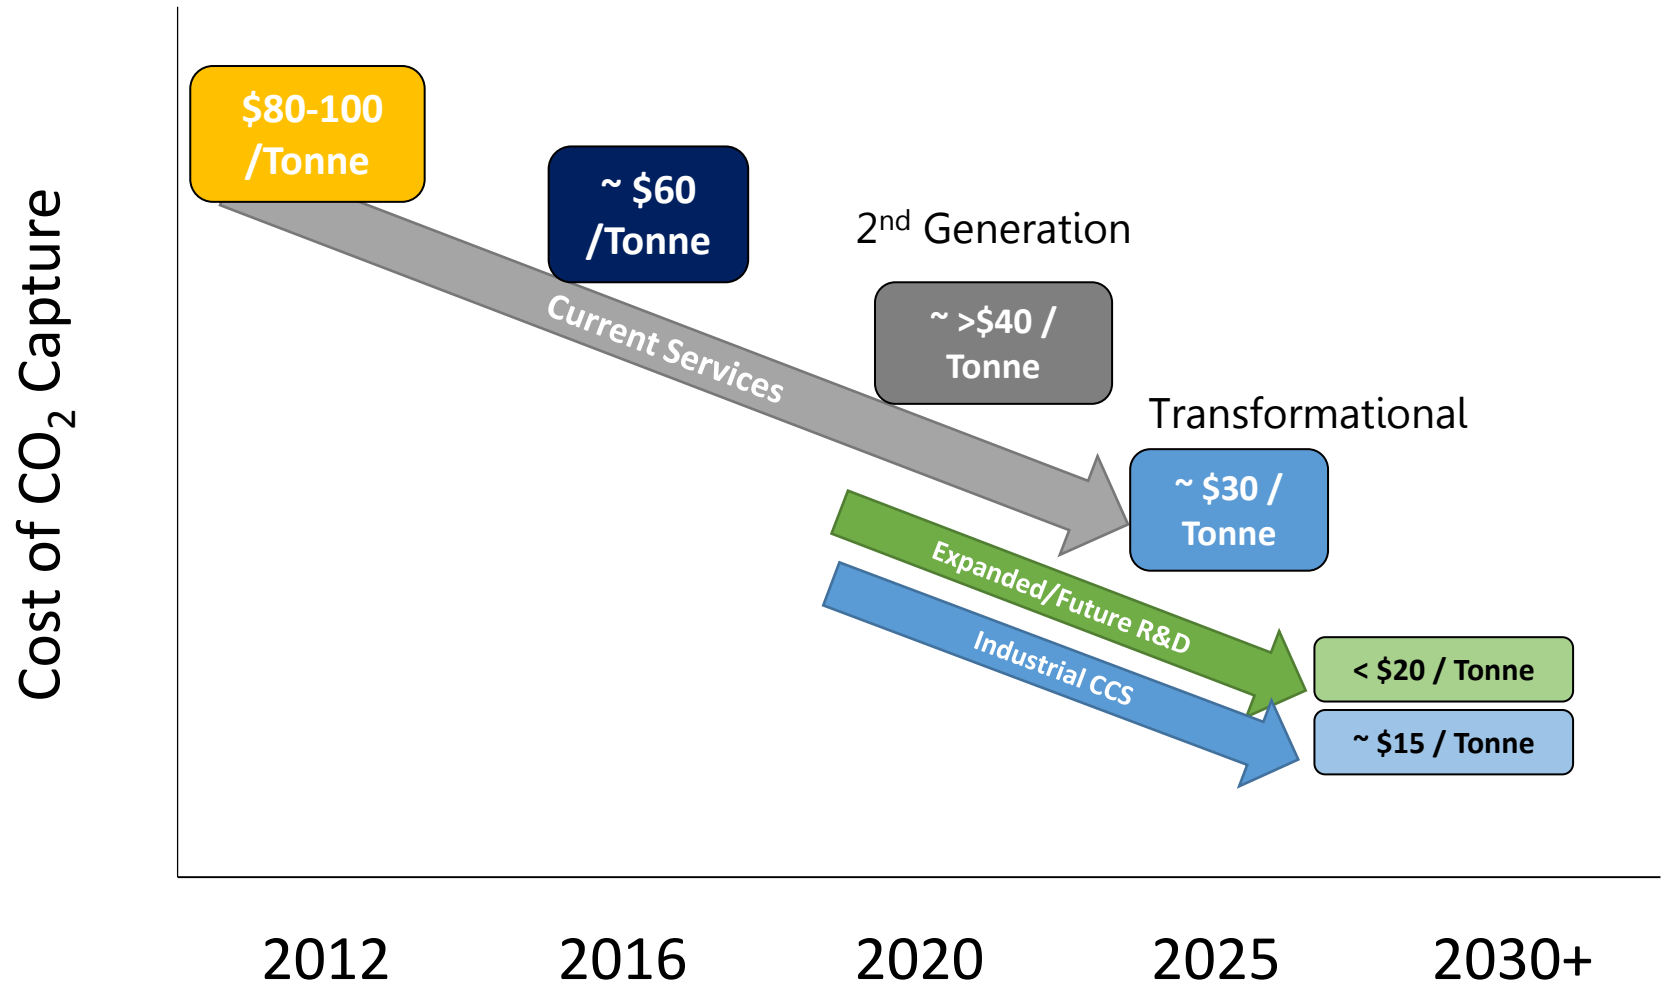 Cost of CO₂ Capture
$80-100
/Tonne
~ $60
/Tonne
2nd Generation
~ >$40 /
Tonne
Transformational
~ $30 /
Tonne
Current Services
Expanded/Future R&D
Industrial CCS
< $20 / Tonne
~ $15 / Tonne
2012 2016 2020 2025 2030+